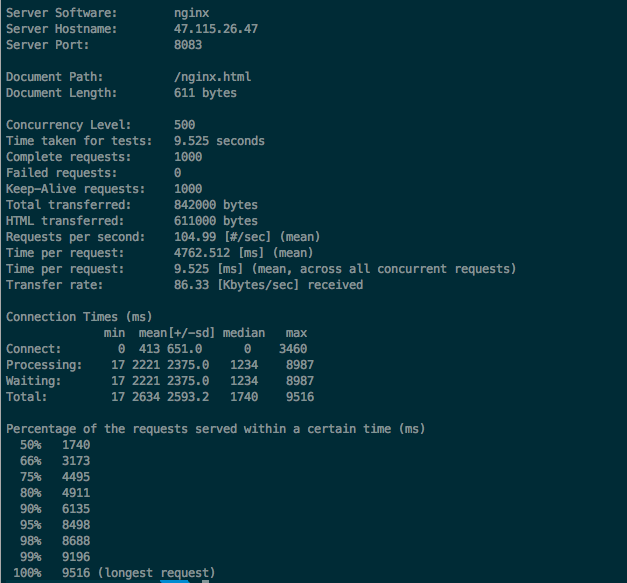 Server Software:        nginx
Server Hostname:        47.115.26.47
Server Port:            8083
Document Path:          /nginx.html
Document Length:        611 bytes
Concurrency Level:      500
Time taken for tests:   9.525 seconds
Complete requests:      1000
Failed requests:        0
Keep-Alive requests:    1000
Total transferred:      842000 bytes
HTML transferred:       611000 bytes
Requests per second:    104.99 [#/sec] (mean)
Time per request:       4762.512 [ms] (mean)
Time per request:       9.525 [ms] (mean, across all concurrent requests)
Transfer rate:          86.33 [Kbytes/sec] received
Connection Times (ms)
              min  mean[+/-sd] median   max
Connect:        0  413 651.0      0    3460
Processing:    17 2221 2375.0   1234    8987
Waiting:       17 2221 2375.0   1234    8987
Total:         17 2634 2593.2   1740    9516
Percentage of the requests served within a certain time (ms)
  50%   1740
  66%   3173
  75%   4495
  80%   4911
  90%   6135
  95%   8498
  98%   8688
  99%   9196
 100%   9516 (longest request)